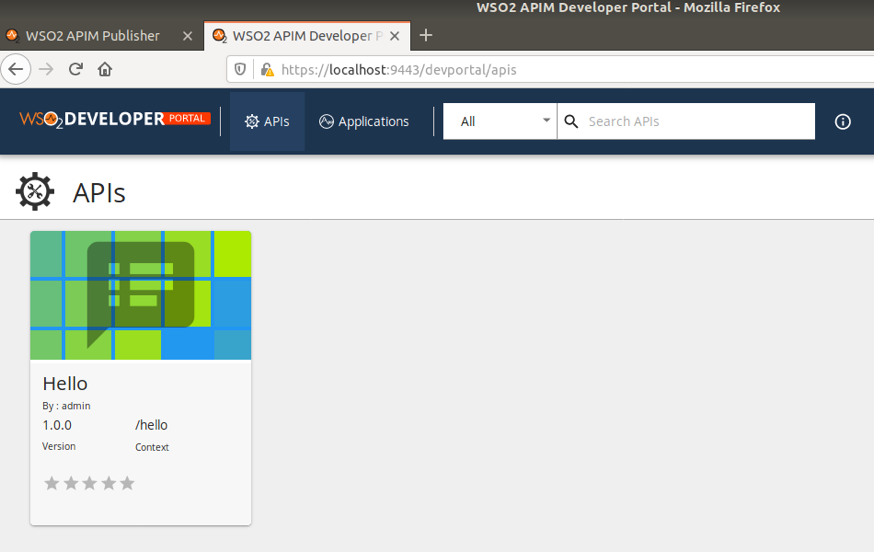 WSO2 APIM Developer Portal - Mozilla Firefox
WSO2 APIM Publisher
WSO2 APIM Developer P
https://localhost:9443/devportal/apis
WSO2 DEVELOPER PORTAL
APIs
Applications
All
Search APIs
APIs
Hello
By : admin
1.0.0 /hello
Version Context